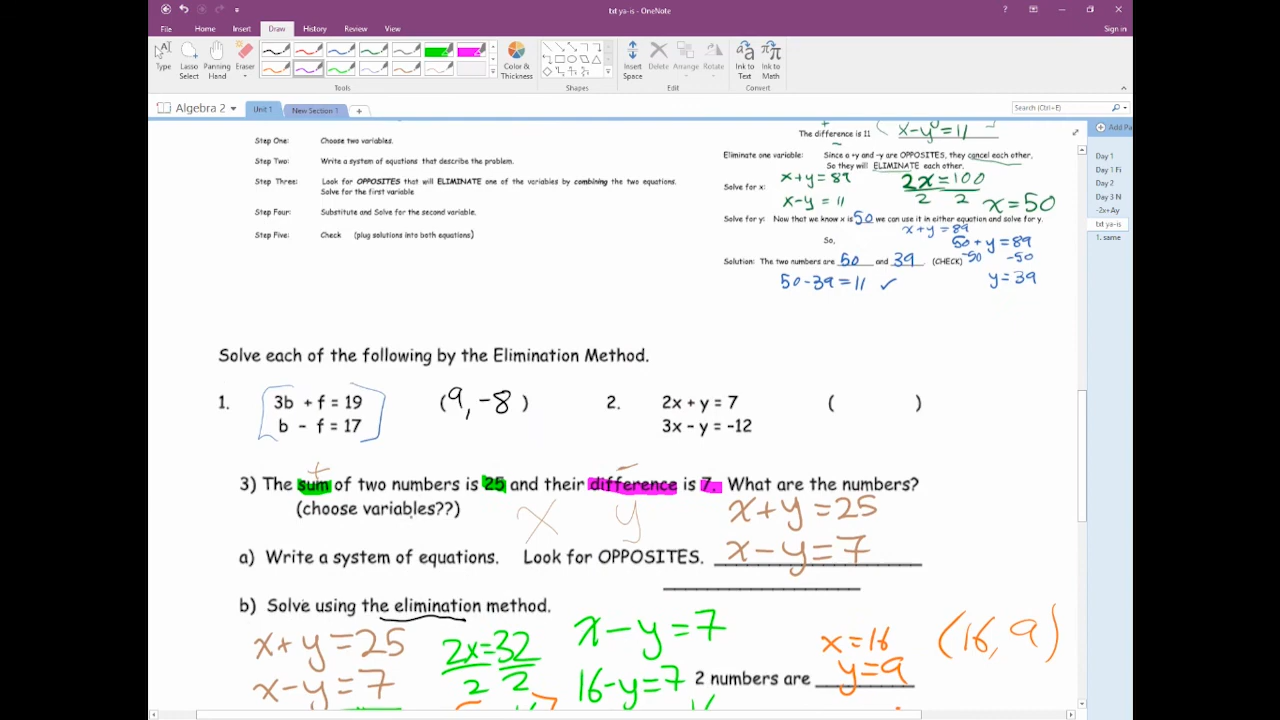 txt ya-is - OneNote
Sign in
File Home Insert Draw History Review View
Type Lasso Select Panning Hand Eraser Color & Thickness Insert Space Delete Arrange Rotate Ink to Text Ink to Math
Tools Shapes Edit Convert
Algebra 2 Unit 1 New Section 1 + Search (Ctrl+E)
Add Pa
Day 1
Day 1 Fi
Day 2
Day 3 N
-2x+Ay
txt ya-is
1. same
Step One: Choose two variables.
Step Two: Write a system of equations that describe the problem.
Step Three: Look for OPPOSITES that will ELIMINATE one of the variables by combining the two equations.
Solve for the first variable
Step Four: Substitute and Solve for the second variable.
Step Five: Check (plug solutions into both equations)
The difference is 11 x-y=11
Eliminate one variable: Since a +y and -y are OPPOSITES, they cancel each other,
So they will ELIMINATE each other.
Solve for x: x+y=89 2x=100
x-y=11 2 2 x=50
Solve for y: Now that we know x is 50 we can use it in either equation and solve for y.
x+y=89
So, 50+y=89
-50 -50
Solution: The two numbers are 50 and 39 (CHECK)
50-39=11 ✓ y=39
Solve each of the following by the Elimination Method.
1. 3b + f = 19 (9,-8) 2. 2x + y = 7 ( )
b - f = 17 3x - y = -12
+ -
3) The sum of two numbers is 25 and their difference is 7. What are the numbers?
(choose variables??) x y x+y=25
a) Write a system of equations. Look for OPPOSITES. x-y=7
b) Solve using the elimination method.
x+y=25 2x=32 x-y=7 x=16 (16,9)
x-y=7 2 2 16-y=7 2 numbers are y=9